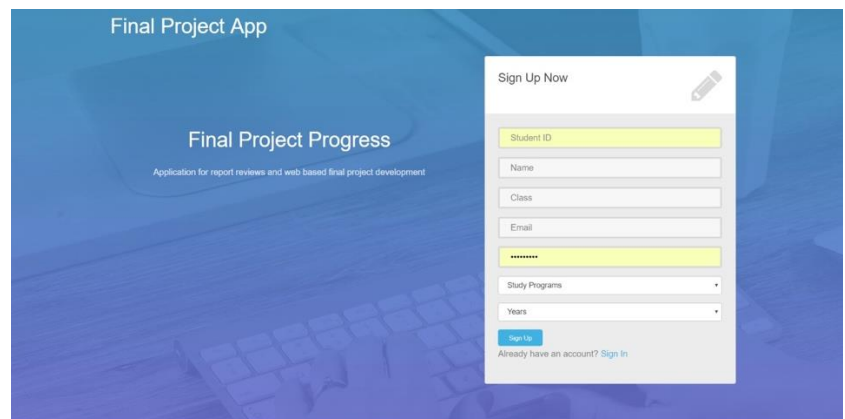 Final Project App
Final Project Progress
Application for report reviews and web based final project development
Sign Up Now
Student ID
Name
Class
Email
•••••••••
Study Programs
Years
Sign Up
Already have an account? Sign In